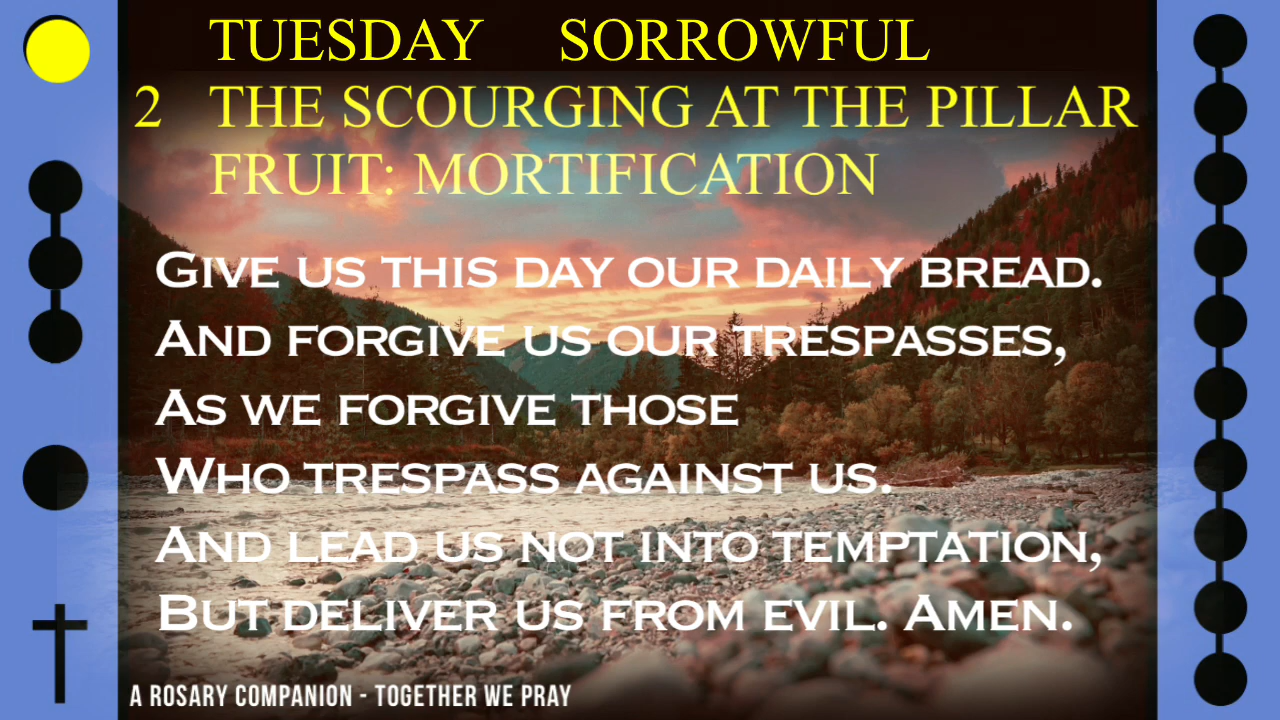 TUESDAY SORROWFUL
2 THE SCOURGING AT THE PILLAR
FRUIT: MORTIFICATION
GIVE US THIS DAY OUR DAILY BREAD.
AND FORGIVE US OUR TRESPASSES,
AS WE FORGIVE THOSE
WHO TRESPASS AGAINST US.
AND LEAD US NOT INTO TEMPTATION,
BUT DELIVER US FROM EVIL. AMEN.
A ROSARY COMPANION - TOGETHER WE PRAY